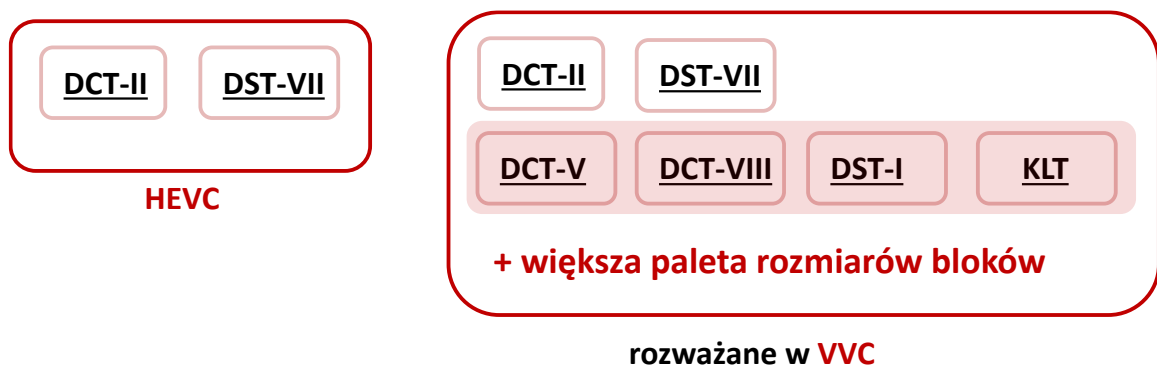 DCT-II DST-VII
HEVC
DCT-II DST-VII
DCT-V DCT-VIII DST-I KLT
+ większa paleta rozmiarów bloków
rozważane w VVC